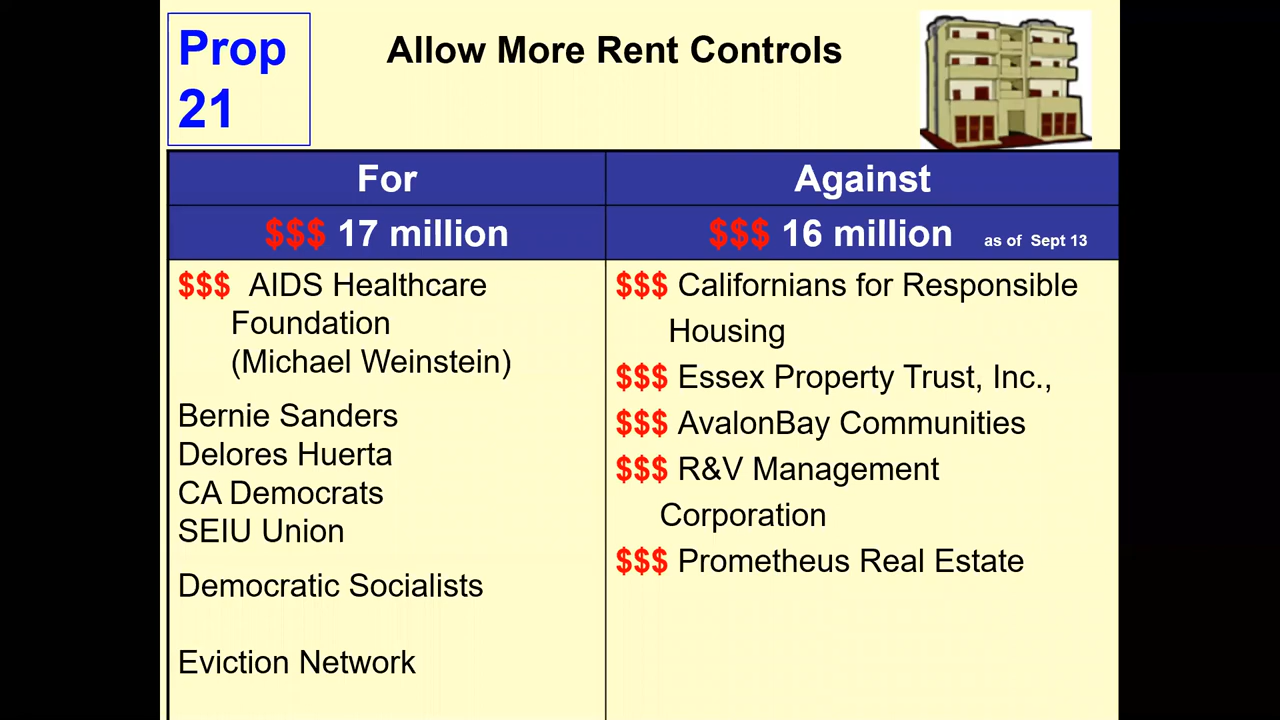 Prop
21
Allow More Rent Controls
For
Against
$$$ 17 million
$$$ 16 million as of Sept 13
$$$ AIDS Healthcare
Foundation
(Michael Weinstein)
Bernie Sanders
Delores Huerta
CA Democrats
SEIU Union
Democratic Socialists
Eviction Network
$$$ Californians for Responsible
Housing
$$$ Essex Property Trust, Inc.,
$$$ AvalonBay Communities
$$$ R&V Management
Corporation
$$$ Prometheus Real Estate